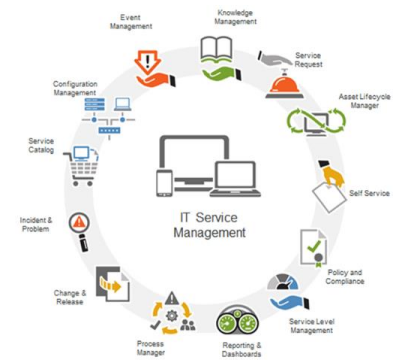 Event
Management
Knowledge
Management
Service
Request
Asset Lifecycle
Manager
Self Service
Policy and
Compliance
Service Level
Management
Reporting &
Dashboards
Process
Manager
Change &
Release
Incident &
Problem
Service
Catalog
Configuration
Management
IT Service
Management